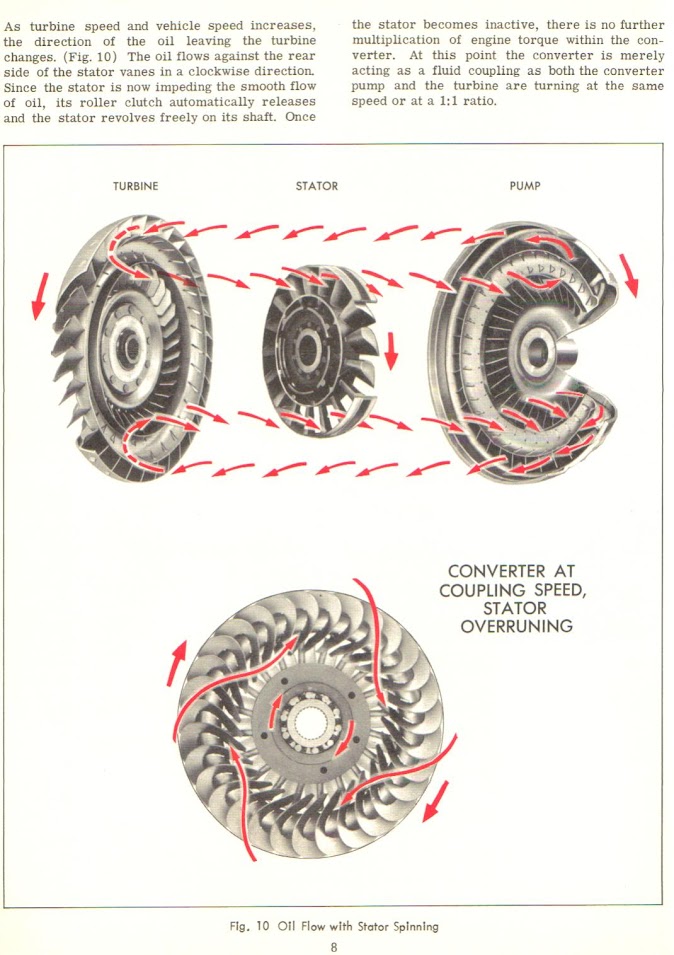 As turbine speed and vehicle speed increases,
the direction of the oil leaving the turbine
changes. (Fig. 10) The oil flows against the rear
side of the stator vanes in a clockwise direction.
Since the stator is now impeding the smooth flow
of oil, its roller clutch automatically releases
and the stator revolves freely on its shaft. Once
the stator becomes inactive, there is no further
multiplication of engine torque within the con-
verter. At this point the converter is merely
acting as a fluid coupling as both the converter
pump and the turbine are turning at the same
speed or at a 1:1 ratio.
TURBINE
STATOR
PUMP
CONVERTER AT
COUPLING SPEED,
STATOR
OVERRUNING
Fig. 10 Oil Flow with Stator Spinning
8